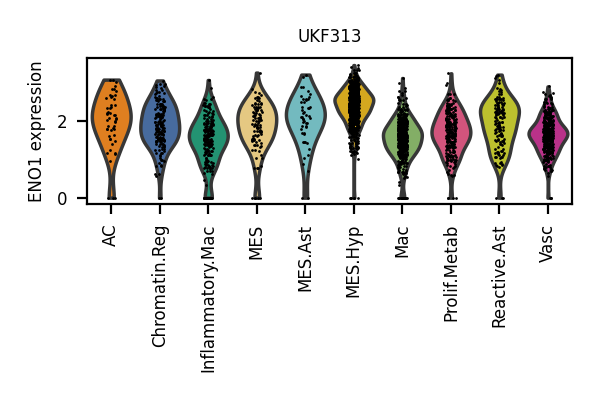 UKF313
ENO1 expression
2
0
AC
Chromatin.Reg
Inflammatory.Mac
MES
MES.Ast
MES.Hyp
Mac
Prolif.Metab
Reactive.Ast
Vasc